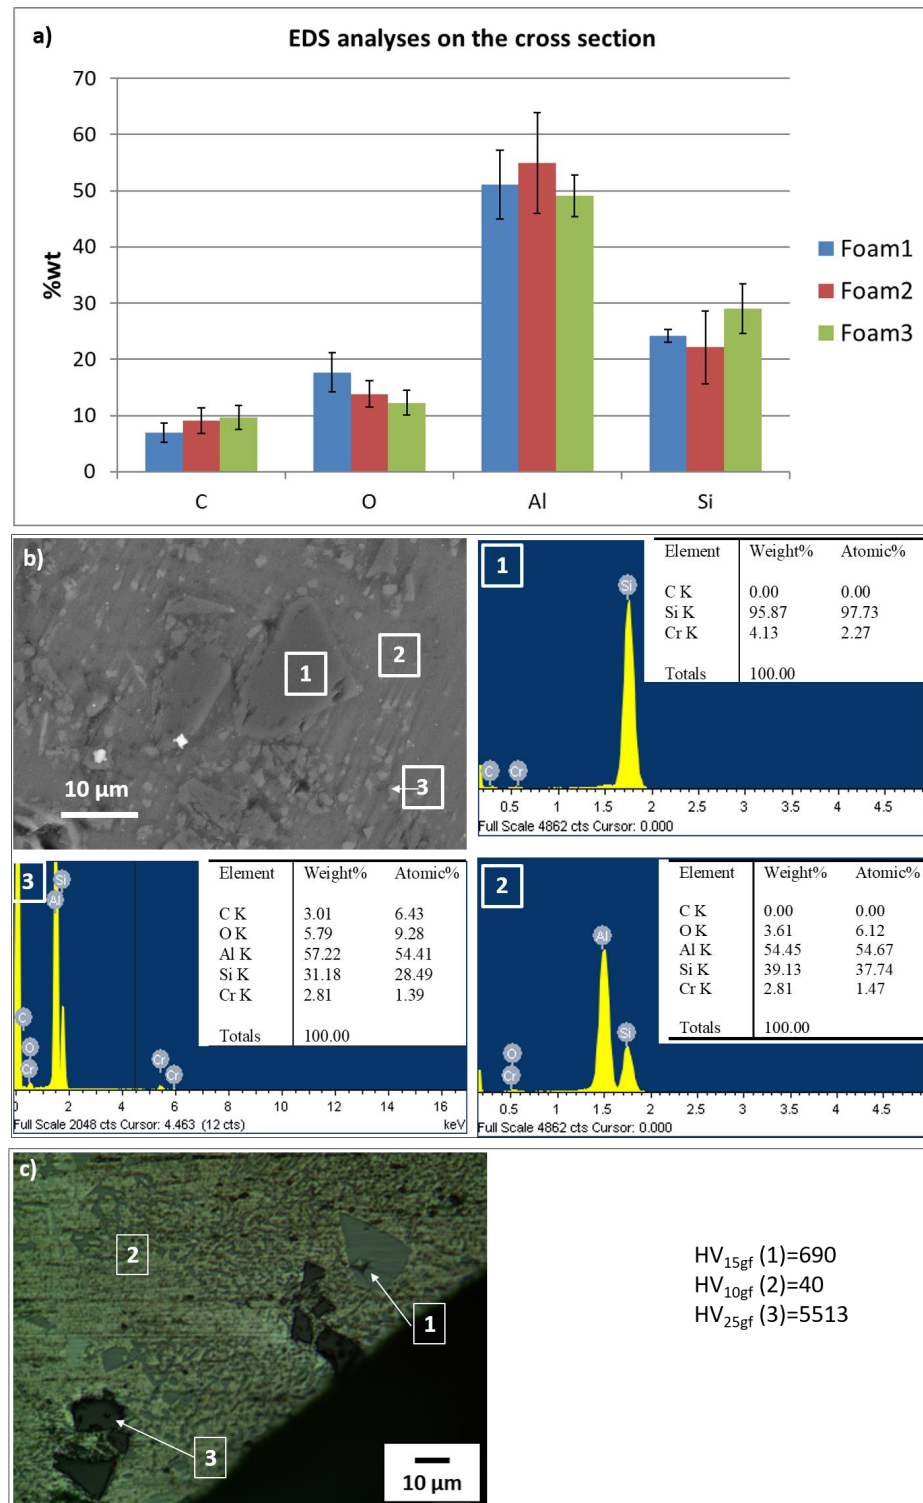 a)
EDS analyses on the cross section
70
60
50
40
30
20
10
0
%wt
C O Al Si
Foam1
Foam2
Foam3
b)
1
2
3
10 µm
1
Element Weight% Atomic%
C K 0.00 0.00
Si K 95.87 97.73
Cr K 4.13 2.27
Totals 100.00
Si
C Cr
0.5 1 1.5 2 2.5 3 3.5 4 4.5
Full Scale 4862 cts Cursor: 0.000
3
Element Weight% Atomic%
C K 3.01 6.43
O K 5.79 9.28
Al K 57.22 54.41
Si K 31.18 28.49
Cr K 2.81 1.39
Totals 100.00
Si
Al
C
O
Cr
Cr
Cr
0 2 4 6 8 10 12 14 16
Full Scale 2048 cts Cursor: 4.463 (12 cts) keV
2
Element Weight% Atomic%
C K 0.00 0.00
O K 3.61 6.12
Al K 54.45 54.67
Si K 39.13 37.74
Cr K 2.81 1.47
Totals 100.00
Al
Si
O
Cr
0.5 1 1.5 2 2.5 3 3.5 4 4.5
Full Scale 4862 cts Cursor: 0.000
c)
2
1
3
10 µm
HV15gf (1)=690
HV10gf (2)=40
HV25gf (3)=5513